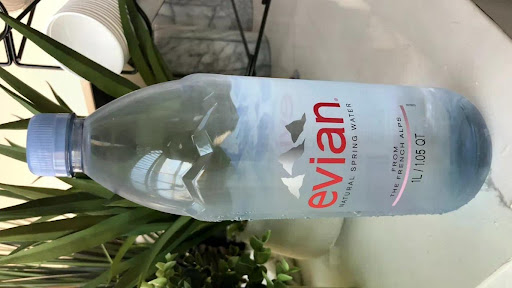 evian
NATURAL SPRING WATER
FROM
THE FRENCH ALPS
1L / 1.05 QT